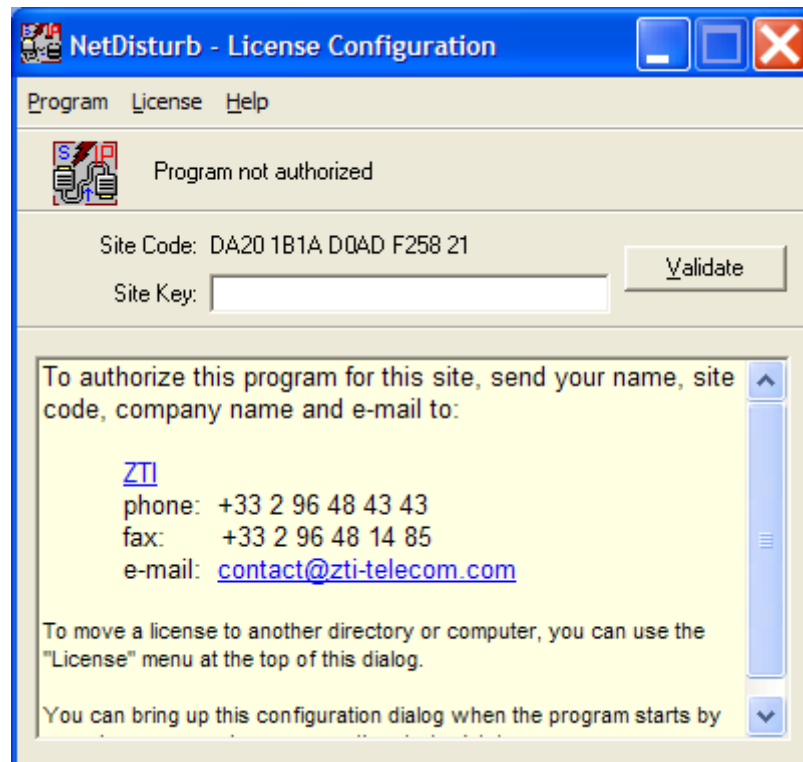 NetDisturb - License Configuration
Program License Help
Program not authorized
Site Code: DA20 1B1A D0AD F258 21
Site Key:
Validate
To authorize this program for this site, send your name, site
code, company name and e-mail to:
ZTI
phone: +33 2 96 48 43 43
fax: +33 2 96 48 14 85
e-mail: contact@zti-telecom.com
To move a license to another directory or computer, you can use the
"License" menu at the top of this dialog.
You can bring up this configuration dialog when the program starts by